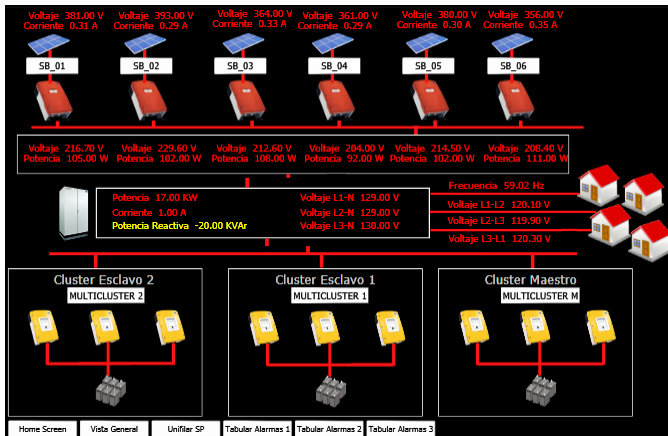 Voltaje 381.00 V
Corriente 0.31 A
Voltaje 393.00 V
Corriente 0.29 A
Voltaje 364.00 V
Corriente 0.33 A
Voltaje 361.00 V
Corriente 0.29 A
Voltaje 380.00 V
Corriente 0.30 A
Voltaje 356.00 V
Corriente 0.35 A
SB_01
SB_02
SB_03
SB_04
SB_05
SB_06
Voltaje 216.70 V
Potencia 105.00 W
Voltaje 229.60 V
Potencia 102.00 W
Voltaje 212.60 V
Potencia 108.00 W
Voltaje 204.00 V
Potencia 92.00 W
Voltaje 214.50 V
Potencia 102.00 W
Voltaje 208.40 V
Potencia 111.00 W
Potencia 17.00 KW
Corriente 1.00 A
Potencia Reactiva -20.00 KVAr
Voltaje L1-N 129.00 V
Voltaje L2-N 129.00 V
Voltaje L3-N 130.00 V
Frecuencia 59.02 Hz
Voltaje L1-L2 120.10 V
Voltaje L2-L3 119.90 V
Voltaje L3-L1 120.30 V
Cluster Esclavo 2
MULTICLUSTER 2
Cluster Esclavo 1
MULTICLUSTER 1
Cluster Maestro
MULTICLUSTER M
Home Screen
Vista General
Unifilar SP
Tabular Alarmas 1
Tabular Alarmas 2
Tabular Alarmas 3